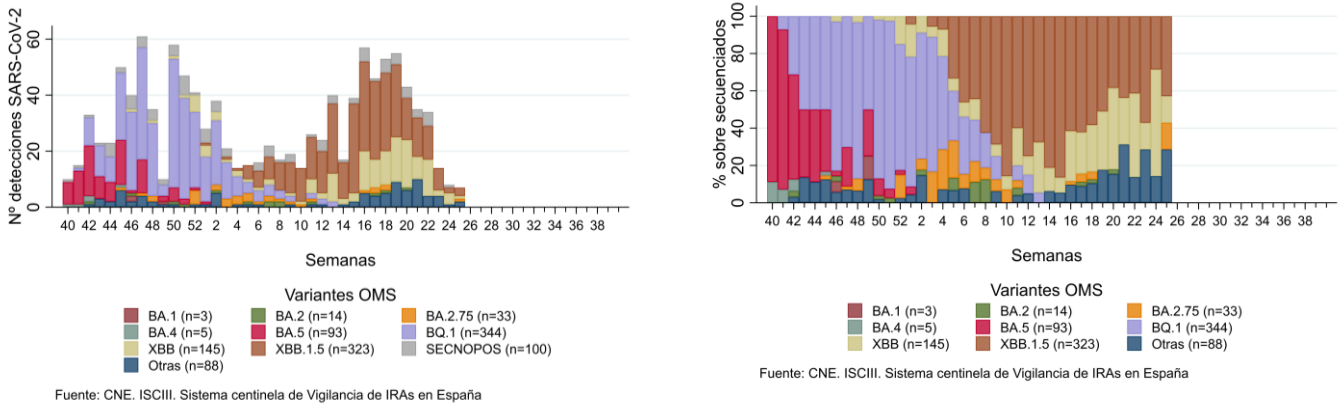 Nº detecciones SARS-CoV-2
60
40
20
0
40 42 44 46 48 50 52 2 4 6 8 10 12 14 16 18 20 22 24 26 28 30 32 34 36 38
Semanas
Variantes OMS
BA.1 (n=3) BA.2 (n=14) BA.2.75 (n=33)
BA.4 (n=5) BA.5 (n=93) BQ.1 (n=344)
XBB (n=145) XBB.1.5 (n=323) SECNOPOS (n=100)
Otras (n=88)
Fuente: CNE. ISCIII. Sistema centinela de Vigilancia de IRAs en España
% sobre secuenciados
100
80
60
40
20
0
40 42 44 46 48 50 52 2 4 6 8 10 12 14 16 18 20 22 24 26 28 30 32 34 36 38
Semanas
Variantes OMS
BA.1 (n=3) BA.2 (n=14) BA.2.75 (n=33)
BA.4 (n=5) BA.5 (n=93) BQ.1 (n=344)
XBB (n=145) XBB.1.5 (n=323) Otras (n=88)
Fuente: CNE. ISCIII. Sistema centinela de Vigilancia de IRAs en España